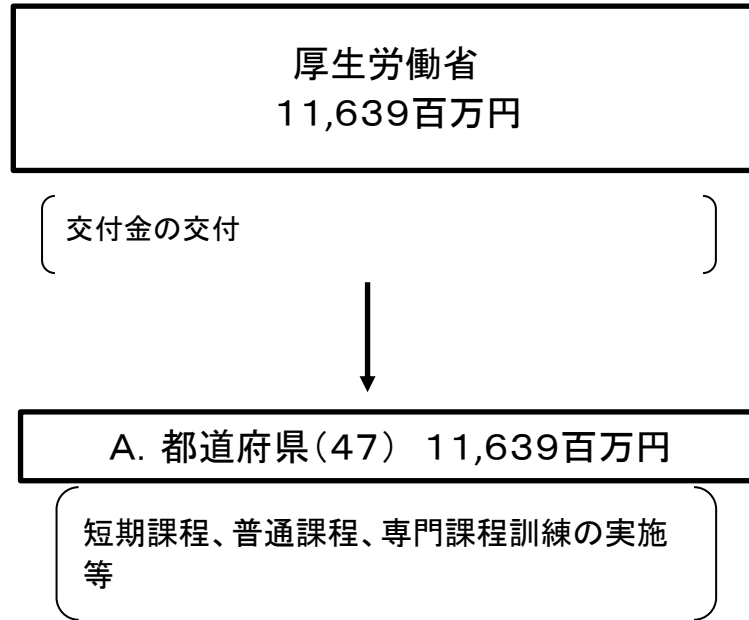 厚生労働省
11,639百万円
交付金の交付
A. 都道府県(47) 11,639百万円
短期課程、普通課程、専門課程訓練の実施
等